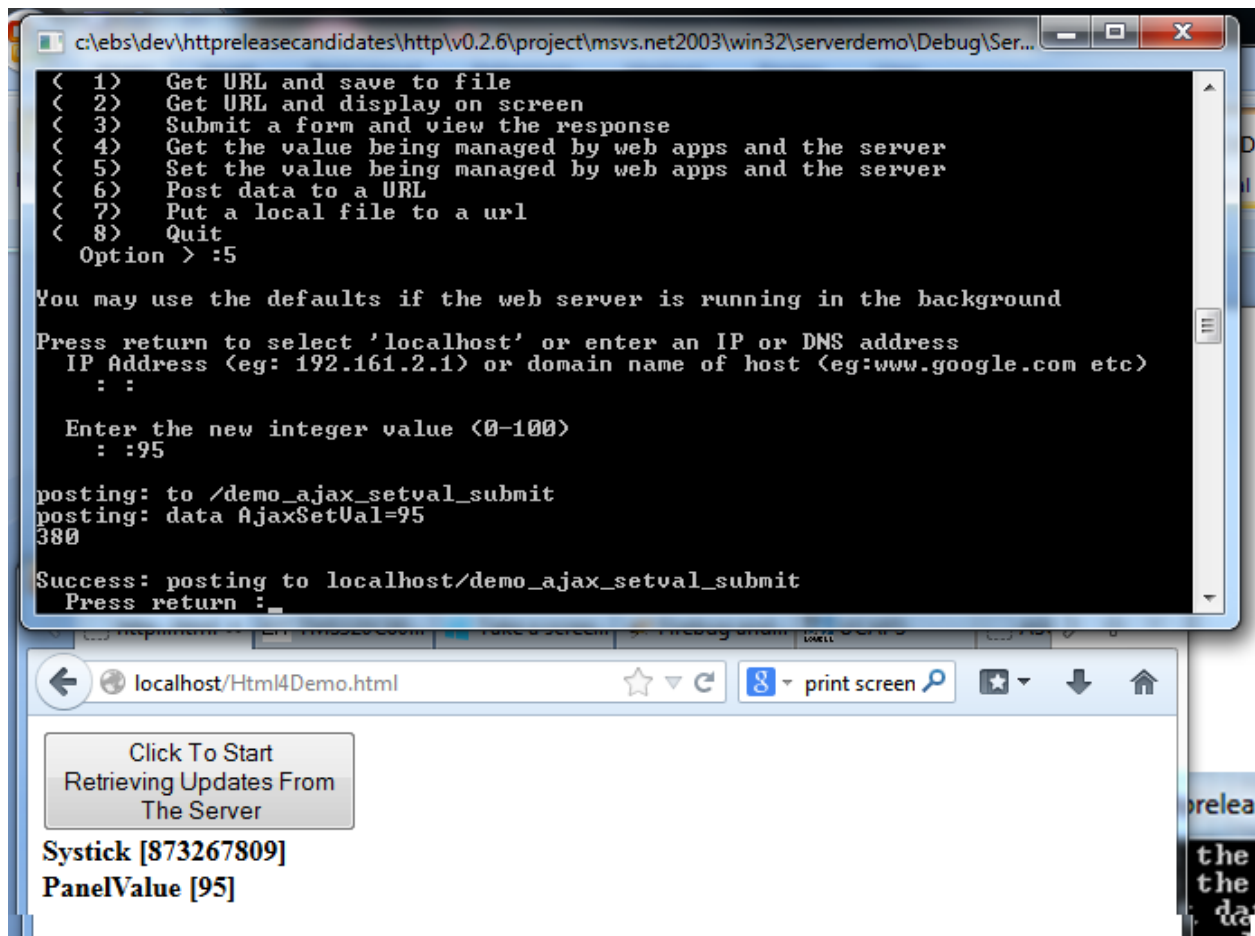 c:\ebs\dev\httpreleasecandidates\http\v0.2.6\project\msvs.net2003\win32\serverdemo\Debug\Ser...
( 1) Get URL and save to file
( 2) Get URL and display on screen
( 3) Submit a form and view the response
( 4) Get the value being managed by web apps and the server
( 5) Set the value being managed by web apps and the server
( 6) Post data to a URL
( 7) Put a local file to a url
( 8) Quit
Option > :5
You may use the defaults if the web server is running in the background
Press return to select 'localhost' or enter an IP or DNS address
IP Address (eg: 192.161.2.1) or domain name of host (eg:www.google.com etc)
: :
Enter the new integer value (0-100)
: :95
posting: to /demo_ajax_setval_submit
posting: data AjaxSetVal=95
380
Success: posting to localhost/demo_ajax_setval_submit
Press return :_
localhost/Html4Demo.html
8 print screen
Click To Start
Retrieving Updates From
The Server
Systick [873267809]
PanelValue [95]
prelea
the
the
da